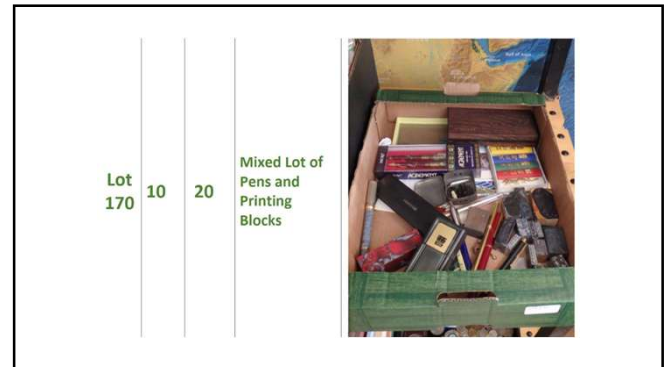 Lot
170
10
20
Mixed Lot of
Pens and
Printing
Blocks